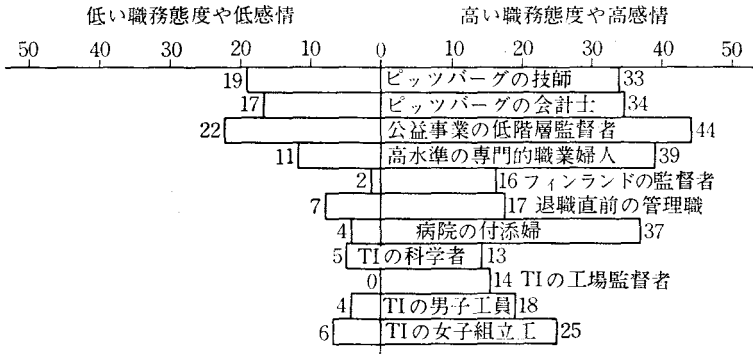 低い職務態度や低感情 高い職務態度や高感情
50 40 30 20 10 0 10 20 30 40 50
19 ピッツバーグの技師 33
17 ピッツバーグの会計士 34
22 公益事業の低階層監督者 44
11 高水準の専門的職業婦人 39
2 16 フィンランドの監督者
7 17 退職直前の管理職
4 病院の付添婦 37
5 TIの科学者 13
0 14 TIの工場監督者
4 TIの男子工員 18
6 TIの女子組立工 25